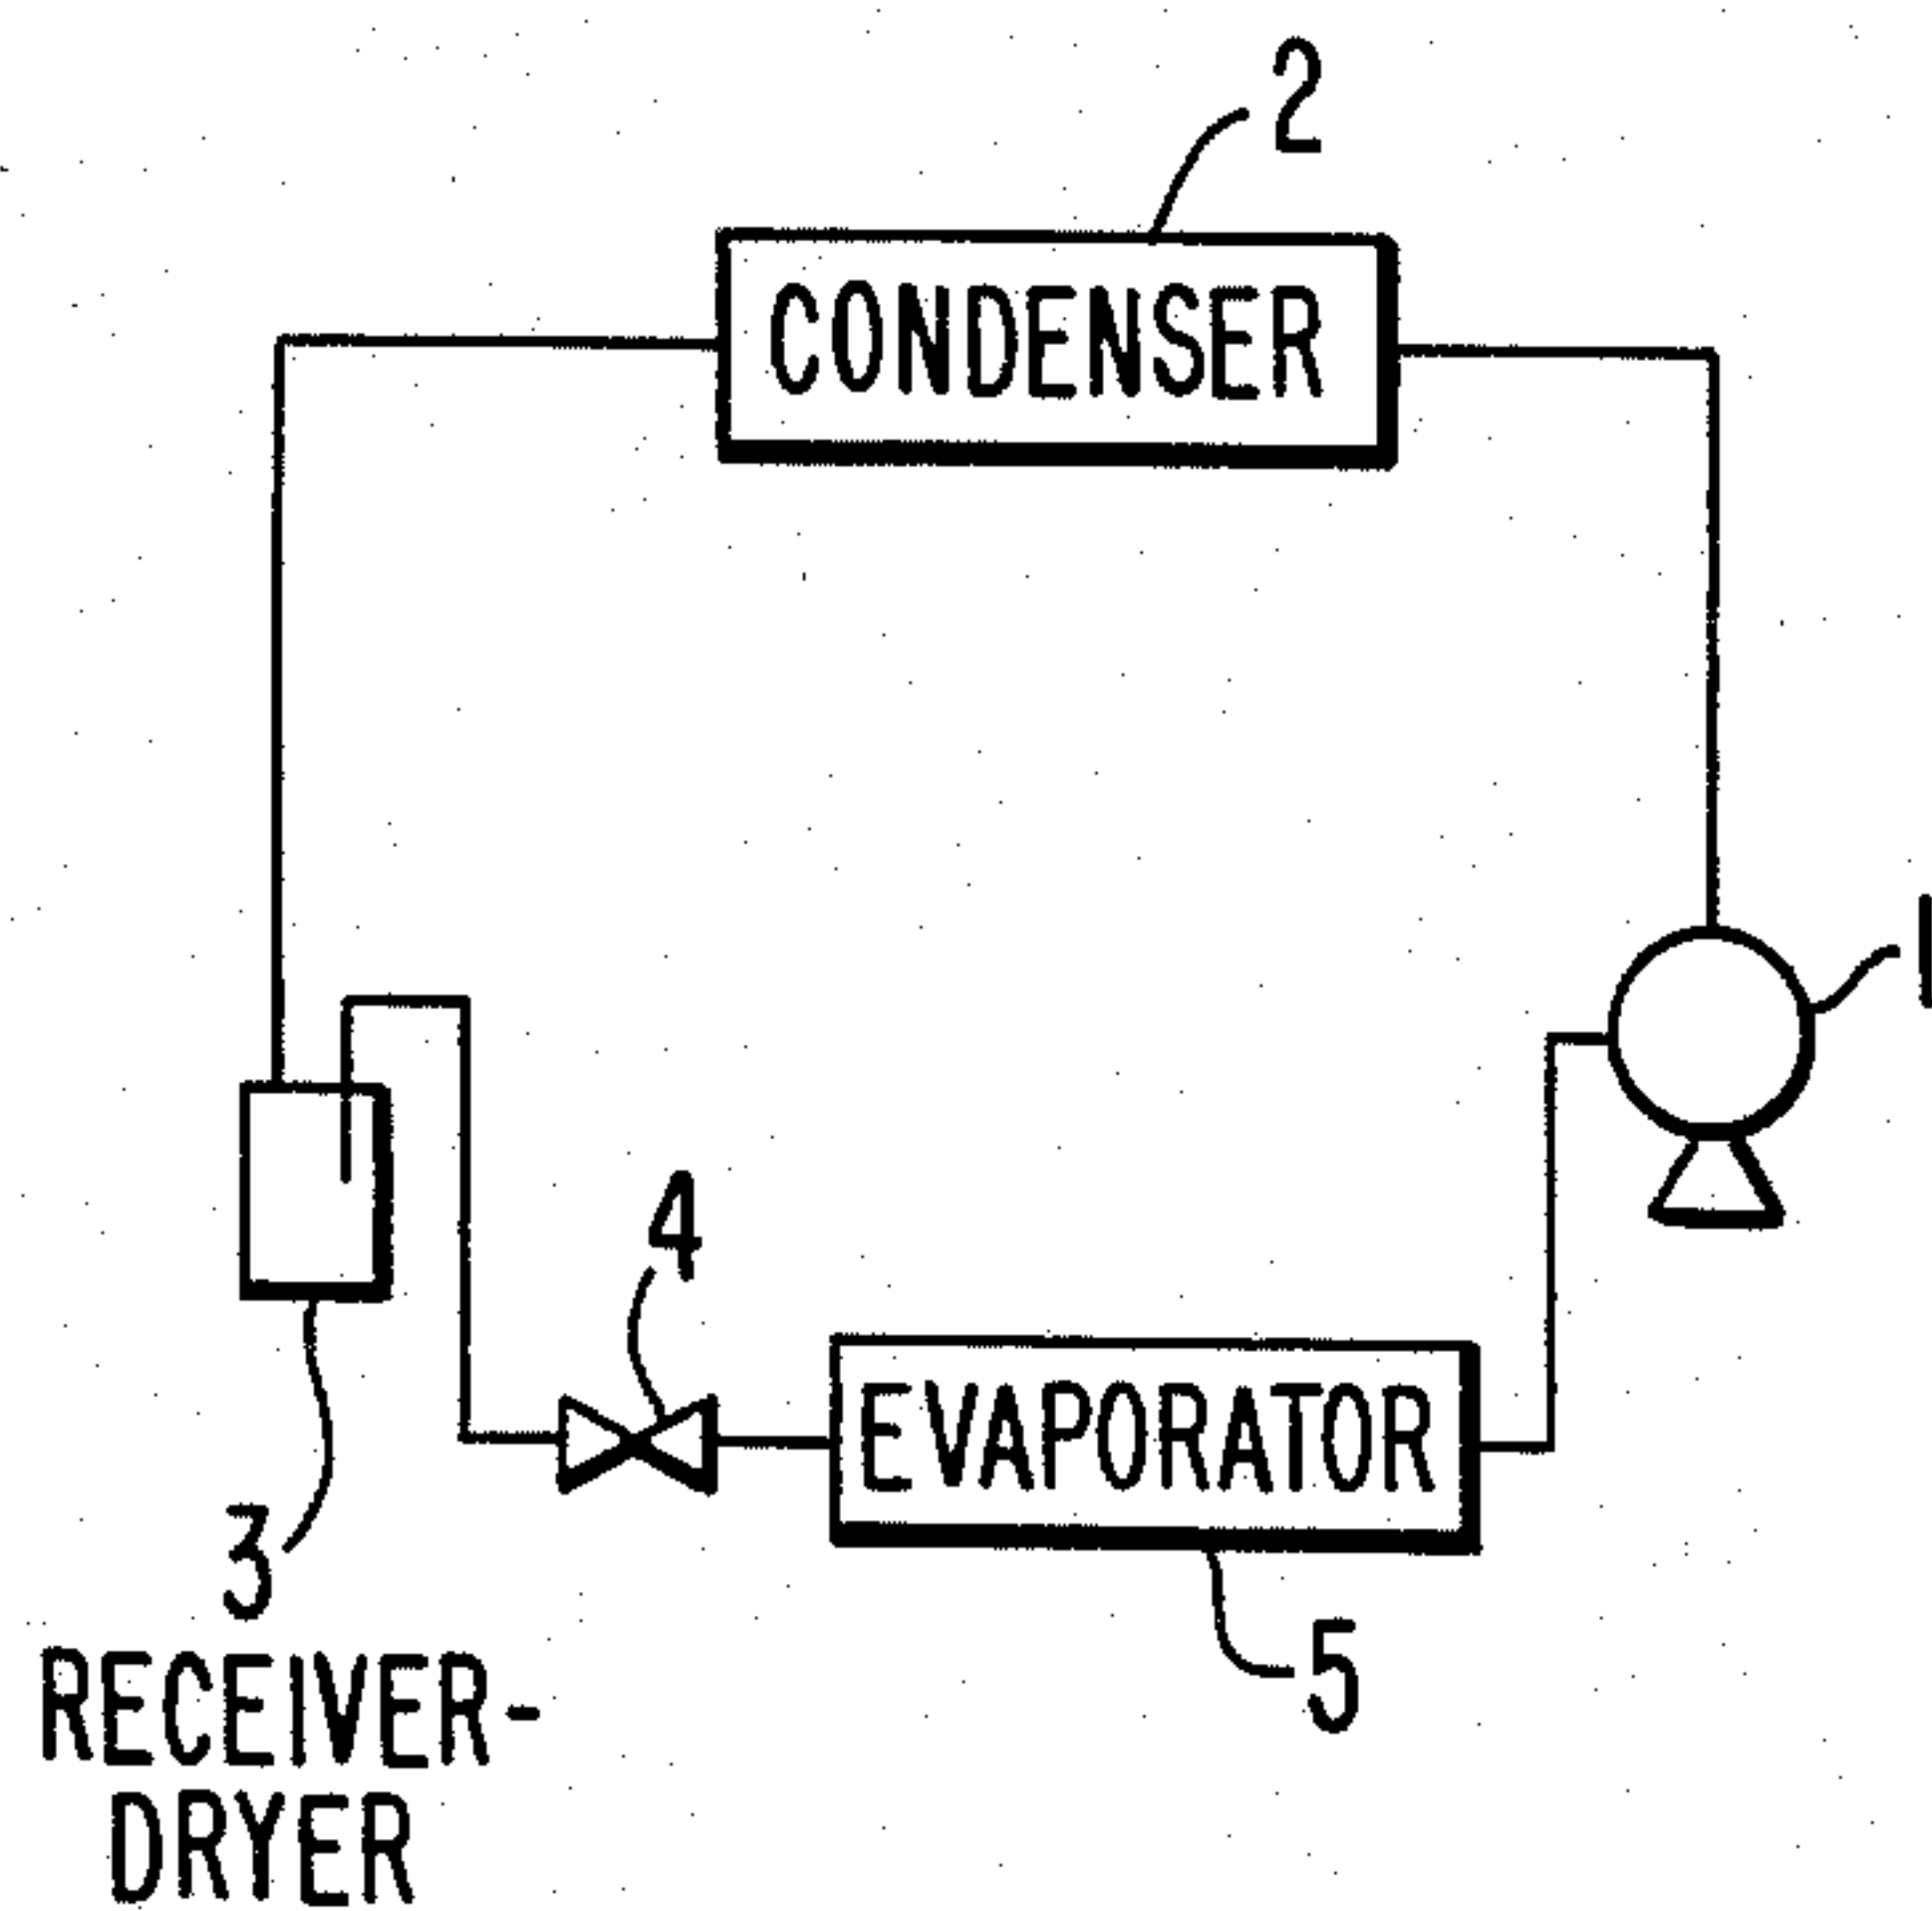 2
CONDENSER
1
4
EVAPORATOR
3
5
RECEIVER-
DRYER